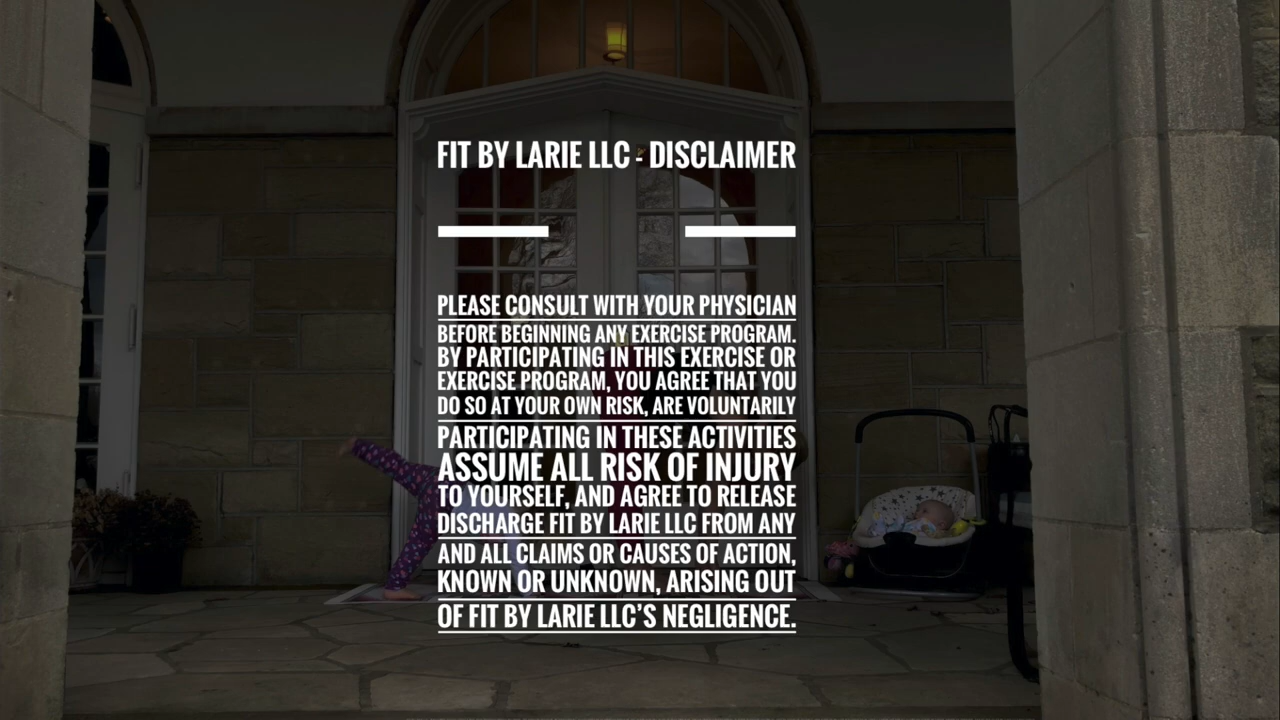 FIT BY LARIE LLC - DISCLAIMER
PLEASE CONSULT WITH YOUR PHYSICIAN
BEFORE BEGINNING ANY EXERCISE PROGRAM.
BY PARTICIPATING IN THIS EXERCISE OR
EXERCISE PROGRAM, YOU AGREE THAT YOU
DO SO AT YOUR OWN RISK, ARE VOLUNTARILY
PARTICIPATING IN THESE ACTIVITIES
ASSUME ALL RISK OF INJURY
TO YOURSELF, AND AGREE TO RELEASE
DISCHARGE FIT BY LARIE LLC FROM ANY
AND ALL CLAIMS OR CAUSES OF ACTION,
KNOWN OR UNKNOWN, ARISING OUT
OF FIT BY LARIE LLC'S NEGLIGENCE.